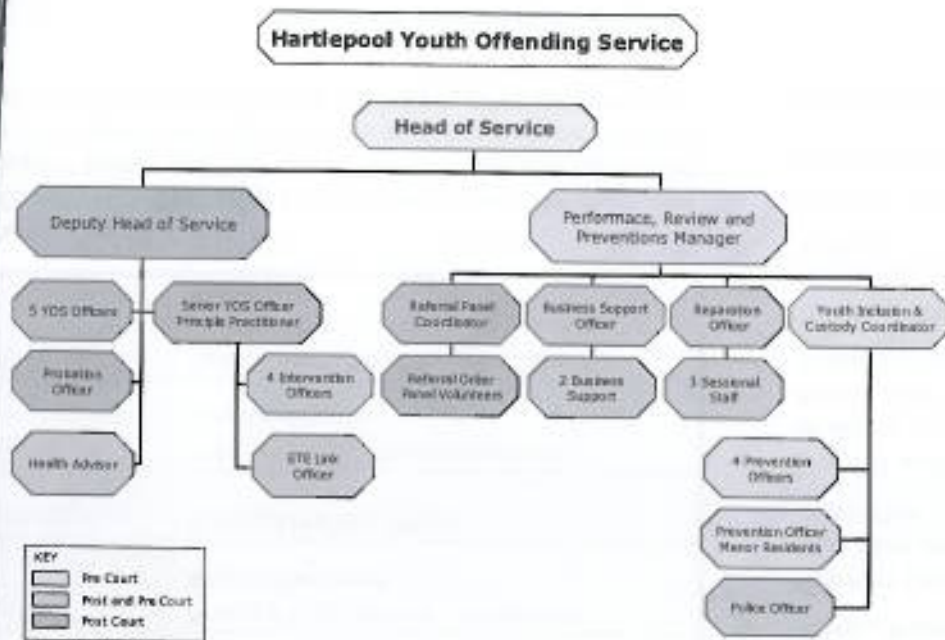 Hartlepool Youth Offending Service
Head of Service
Deputy Head of Service
Performace, Review and
Preventions Manager
5 YOS Officers
Senior YOS Officer
Principle Practitioner
Referral Panel
Coordinator
Business Support
Officer
Reparation
Officer
Youth Inclusion &
Custody Coordinator
Probation
Officer
4 Intervention
Officers
Referral Order
Panel Volunteers
2 Business
Support
3 Sessional
Staff
Health Advisor
ETE Link
Officer
4 Prevention
Officers
Prevention Officer
Manor Residents
Police Officer
KEY
Pre Court
Post and Pre Court
Post Court